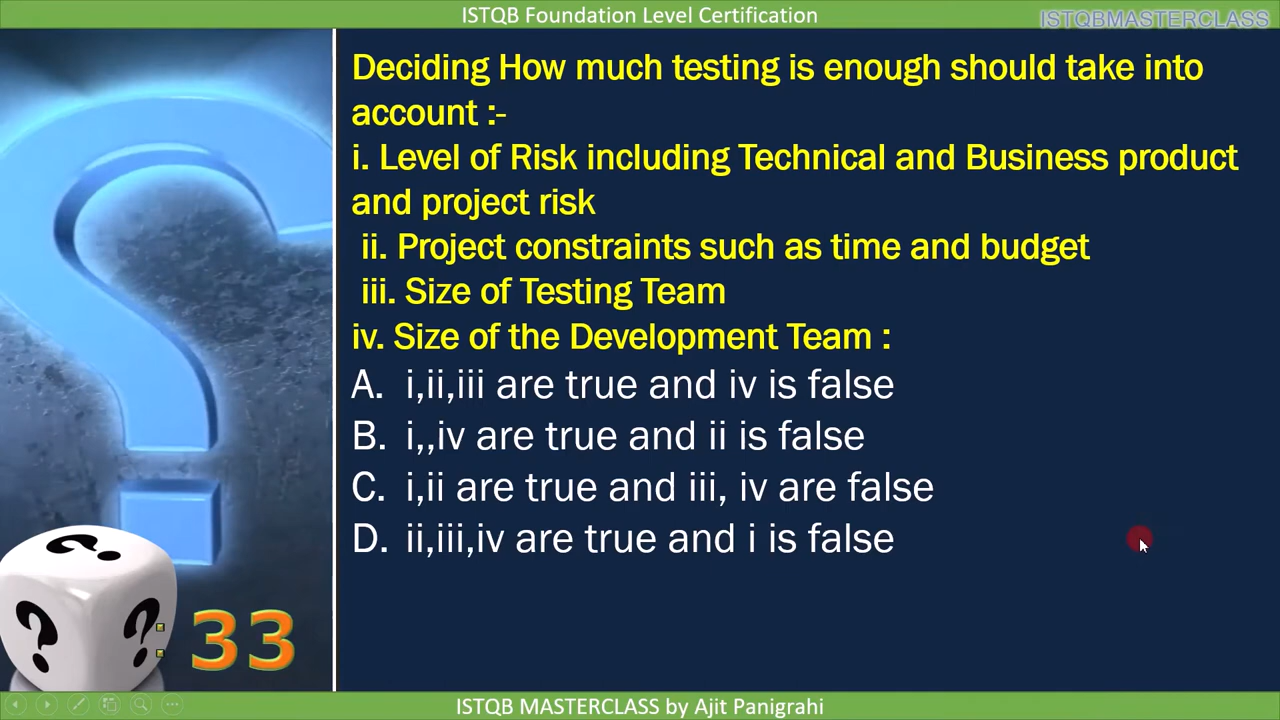 ISTQB Foundation Level Certification
ISTQBMASTERCLASS
Deciding How much testing is enough should take into
account :-
i. Level of Risk including Technical and Business product
and project risk
ii. Project constraints such as time and budget
iii. Size of Testing Team
iv. Size of the Development Team :
A. i,ii,iii are true and iv is false
B. i,,iv are true and ii is false
C. i,ii are true and iii, iv are false
D. ii,iii,iv are true and i is false
? ? ?
33
ISTQB MASTERCLASS by Ajit Panigrahi